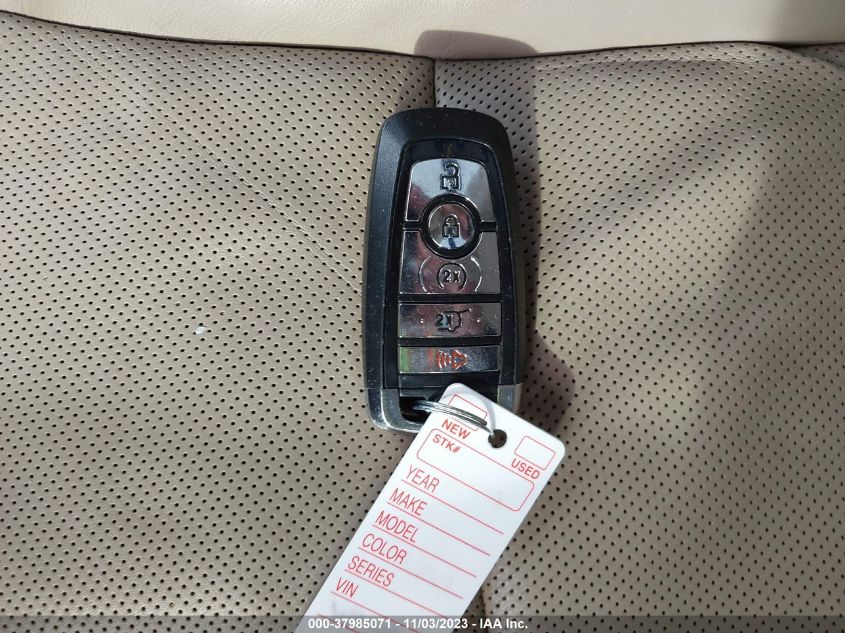 2x
2x
NEW
USED
STK#
YEAR
MAKE
MODEL
COLOR
SERIES
VIN
000-37985071 - 11/03/2023 - IAA Inc.